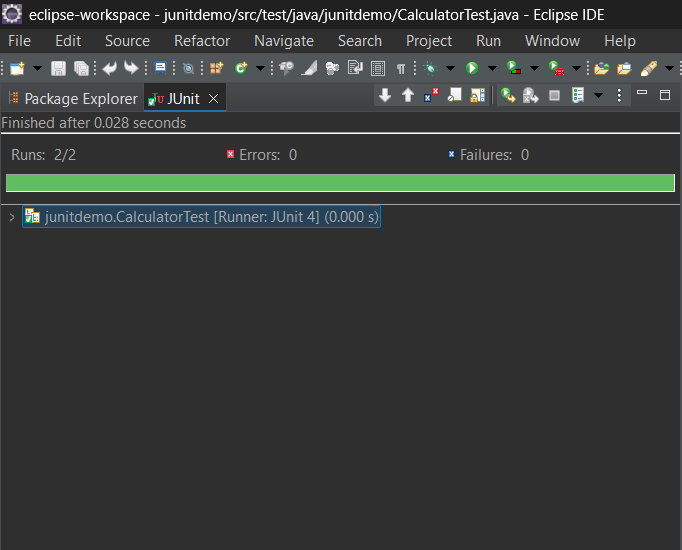 eclipse-workspace - junitdemo/src/test/java/junitdemo/CalculatorTest.java - Eclipse IDE
File Edit Source Refactor Navigate Search Project Run Window Help
Package Explorer JUnit
Finished after 0.028 seconds
Runs: 2/2 Errors: 0 Failures: 0
junitdemo.CalculatorTest [Runner: JUnit 4] (0.000 s)